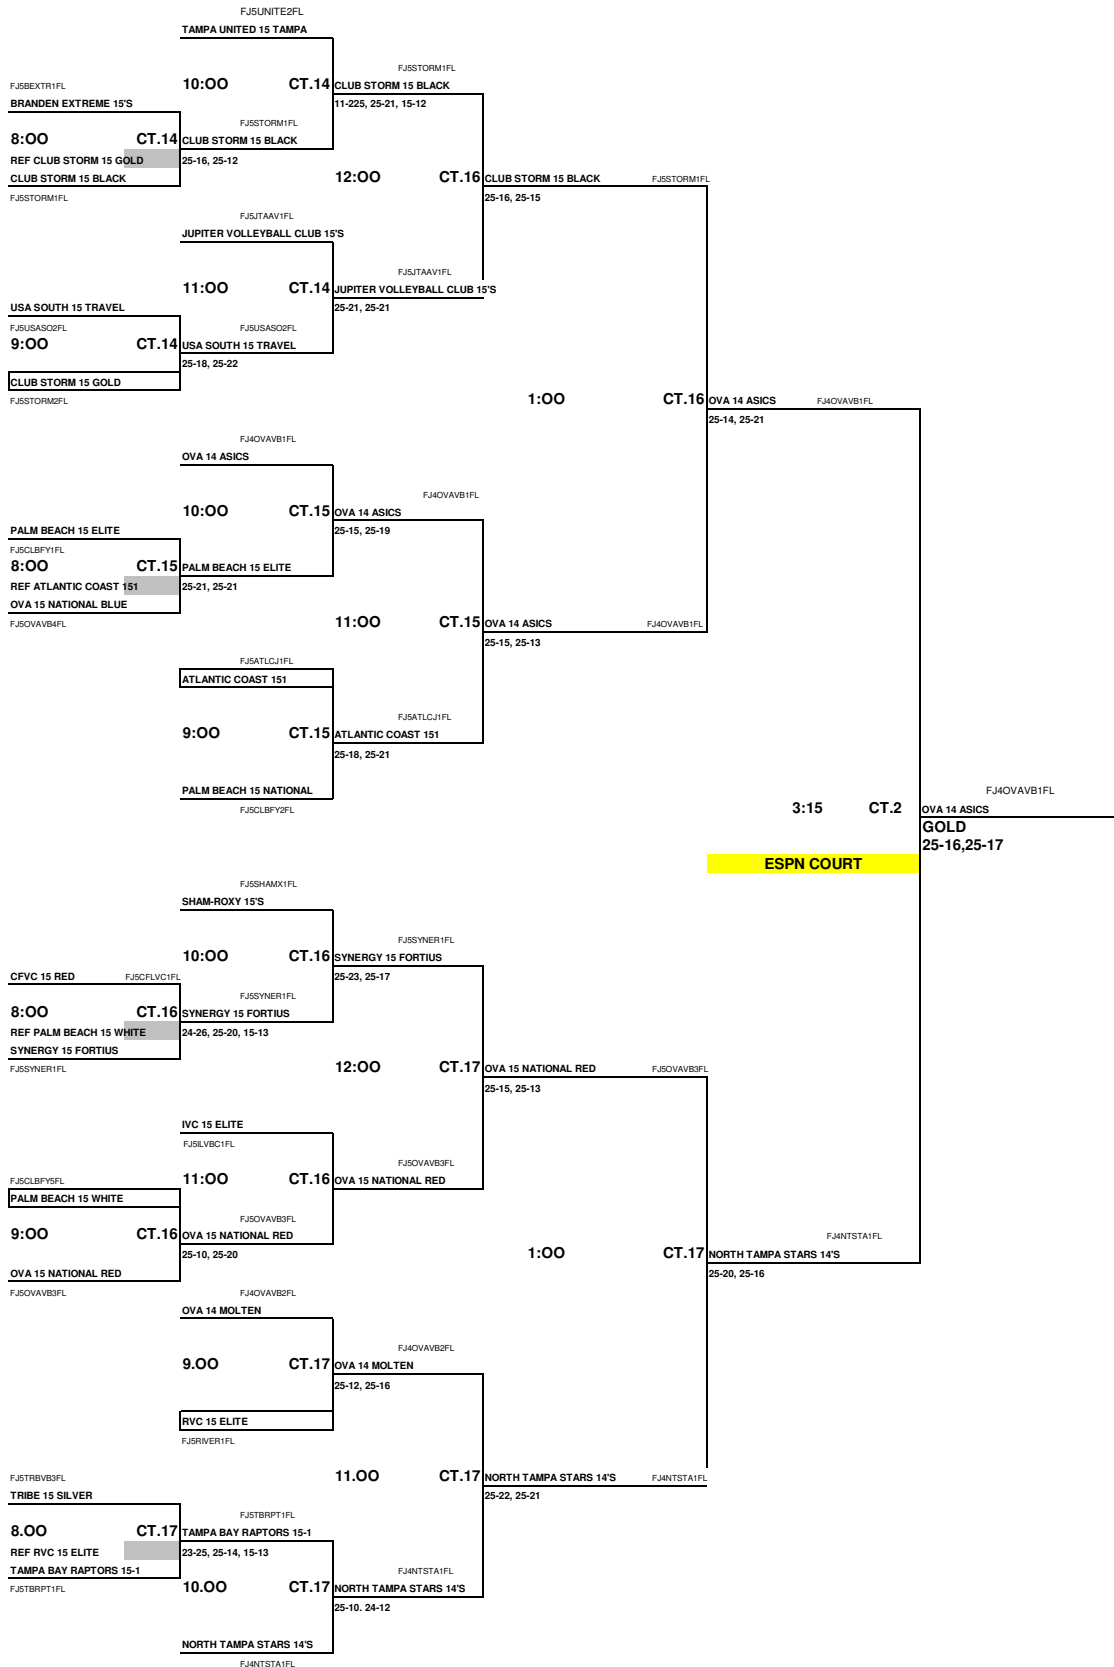 FJ5UNITE2FL
TAMPA UNITED 15 TAMPA
FJ5STORM1FL
10:OO CT.14 CLUB STORM 15 BLACK
FJ5BEXTR1FL
BRANDEN EXTREME 15'S
11-225, 25-21, 15-12
FJ5STORM1FL
8:OO CT.14 CLUB STORM 15 BLACK
REF CLUB STORM 15 GOLD
25-16, 25-12
CLUB STORM 15 BLACK
12:OO CT.16 CLUB STORM 15 BLACK FJ5STORM1FL
FJ5STORM1FL
25-16, 25-15
FJ5JTAAV1FL
JUPITER VOLLEYBALL CLUB 15'S
FJ5JTAAV1FL
11:OO CT.14 JUPITER VOLLEYBALL CLUB 15'S
USA SOUTH 15 TRAVEL
25-21, 25-21
FJ5USASO2FL
FJ5USASO2FL
9:OO CT.14 USA SOUTH 15 TRAVEL
25-18, 25-22
CLUB STORM 15 GOLD
FJ5STORM2FL
1:OO CT.16 OVA 14 ASICS FJ4OVAVB1FL
25-14, 25-21
FJ4OVAVB1FL
OVA 14 ASICS
FJ4OVAVB1FL
10:OO CT.15 OVA 14 ASICS
PALM BEACH 15 ELITE
25-15, 25-19
FJ5CLBFY1FL
8:OO CT.15 PALM BEACH 15 ELITE
REF ATLANTIC COAST 151
25-21, 25-21
OVA 15 NATIONAL BLUE
FJ5OVAVB4FL
11:OO CT.15 OVA 14 ASICS FJ4OVAVB1FL
25-15, 25-13
FJ5ATLCJ1FL
ATLANTIC COAST 151
FJ5ATLCJ1FL
9:OO CT.15 ATLANTIC COAST 151
25-18, 25-21
PALM BEACH 15 NATIONAL
FJ5CLBFY2FL
FJ4OVAVB1FL
3:15 CT.2 OVA 14 ASICS
GOLD
25-16,25-17
ESPN COURT
FJ5SHAMX1FL
SHAM-ROXY 15'S
FJ5SYNER1FL
10:OO CT.16 SYNERGY 15 FORTIUS
CFVC 15 RED FJ5CFLVC1FL
25-23, 25-17
FJ5SYNER1FL
8:OO CT.16 SYNERGY 15 FORTIUS
REF PALM BEACH 15 WHITE
24-26, 25-20, 15-13
SYNERGY 15 FORTIUS
FJ5SYNER1FL
12:OO CT.17 OVA 15 NATIONAL RED FJ5OVAVB3FL
25-15, 25-13
IVC 15 ELITE
FJ5ILVBC1FL
FJ5OVAVB3FL
FJ5CLBFY5FL
11:OO CT.16 OVA 15 NATIONAL RED
PALM BEACH 15 WHITE
FJ5OVAVB3FL
9:OO CT.16 OVA 15 NATIONAL RED
25-10, 25-20
FJ4NTSTA1FL
1:OO CT.17 NORTH TAMPA STARS 14'S
OVA 15 NATIONAL RED
25-20, 25-16
FJ5OVAVB3FL
FJ4OVAVB2FL
OVA 14 MOLTEN
FJ4OVAVB2FL
9.OO CT.17 OVA 14 MOLTEN
25-12, 25-16
RVC 15 ELITE
FJ5RIVER1FL
FJ5TRBVB3FL
11.OO CT.17 NORTH TAMPA STARS 14'S FJ4NTSTA1FL
TRIBE 15 SILVER
25-22, 25-21
FJ5TBRPT1FL
8.OO CT.17 TAMPA BAY RAPTORS 15-1
REF RVC 15 ELITE
23-25, 25-14, 15-13
TAMPA BAY RAPTORS 15-1
FJ4NTSTA1FL
FJ5TBRPT1FL
10.OO CT.17 NORTH TAMPA STARS 14'S
25-10. 24-12
NORTH TAMPA STARS 14'S
FJ4NTSTA1FL